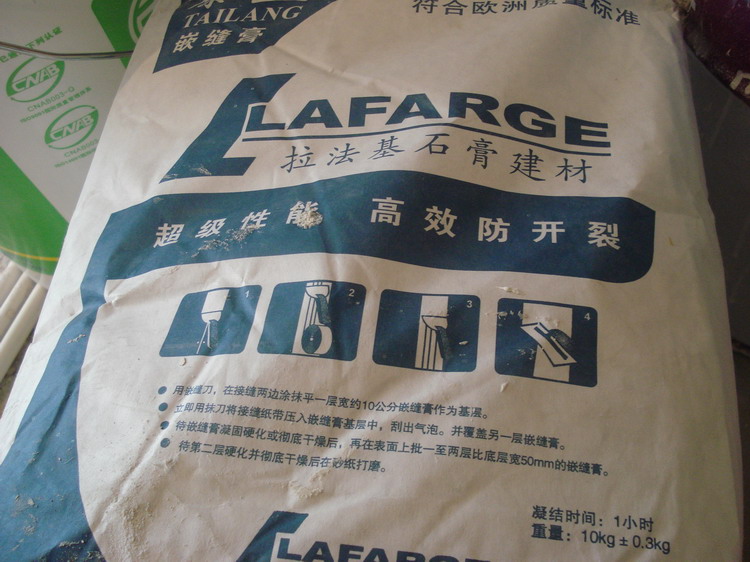 TAILANG
嵌缝膏
符合欧洲质量标准
CNAB
CNAB503-Q
CNAB
LAFARGE
拉法基石膏建材
超级性能 高效防开裂
1
2
3
4
用嵌缝刀，在接缝两边涂抹平一层宽约10公分嵌缝膏作为基层。
立即用抹刀将接缝纸带压入嵌缝膏基层中，刮出气泡。并覆盖另一层嵌缝膏。
待嵌缝膏凝固硬化或彻底干燥后，再在表面上批一至两层比底层宽50mm的嵌缝膏。
待第二层硬化并彻底干燥后在砂纸打磨。
凝结时间：1小时
重量：10kg±0.3kg
LAFARGE